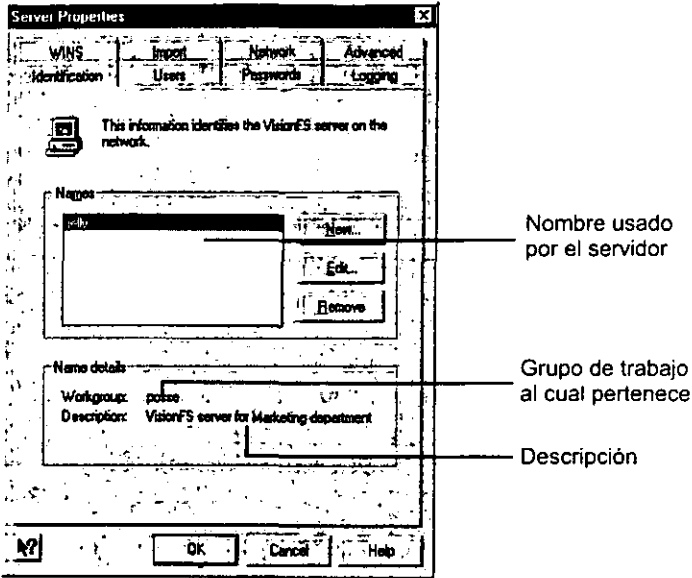 Server Properties
WINS Import Network Advanced
Identification Users Passwords Logging
This information identifies the VisionFS server on the
network.
Names
New...
Edit...
Remove
Nombre usado
por el servidor
Name details
Workgroup: posse
Description: VisionFS server for Marketing department
Grupo de trabajo
al cual pertenece
Descripción
OK Cancel Help